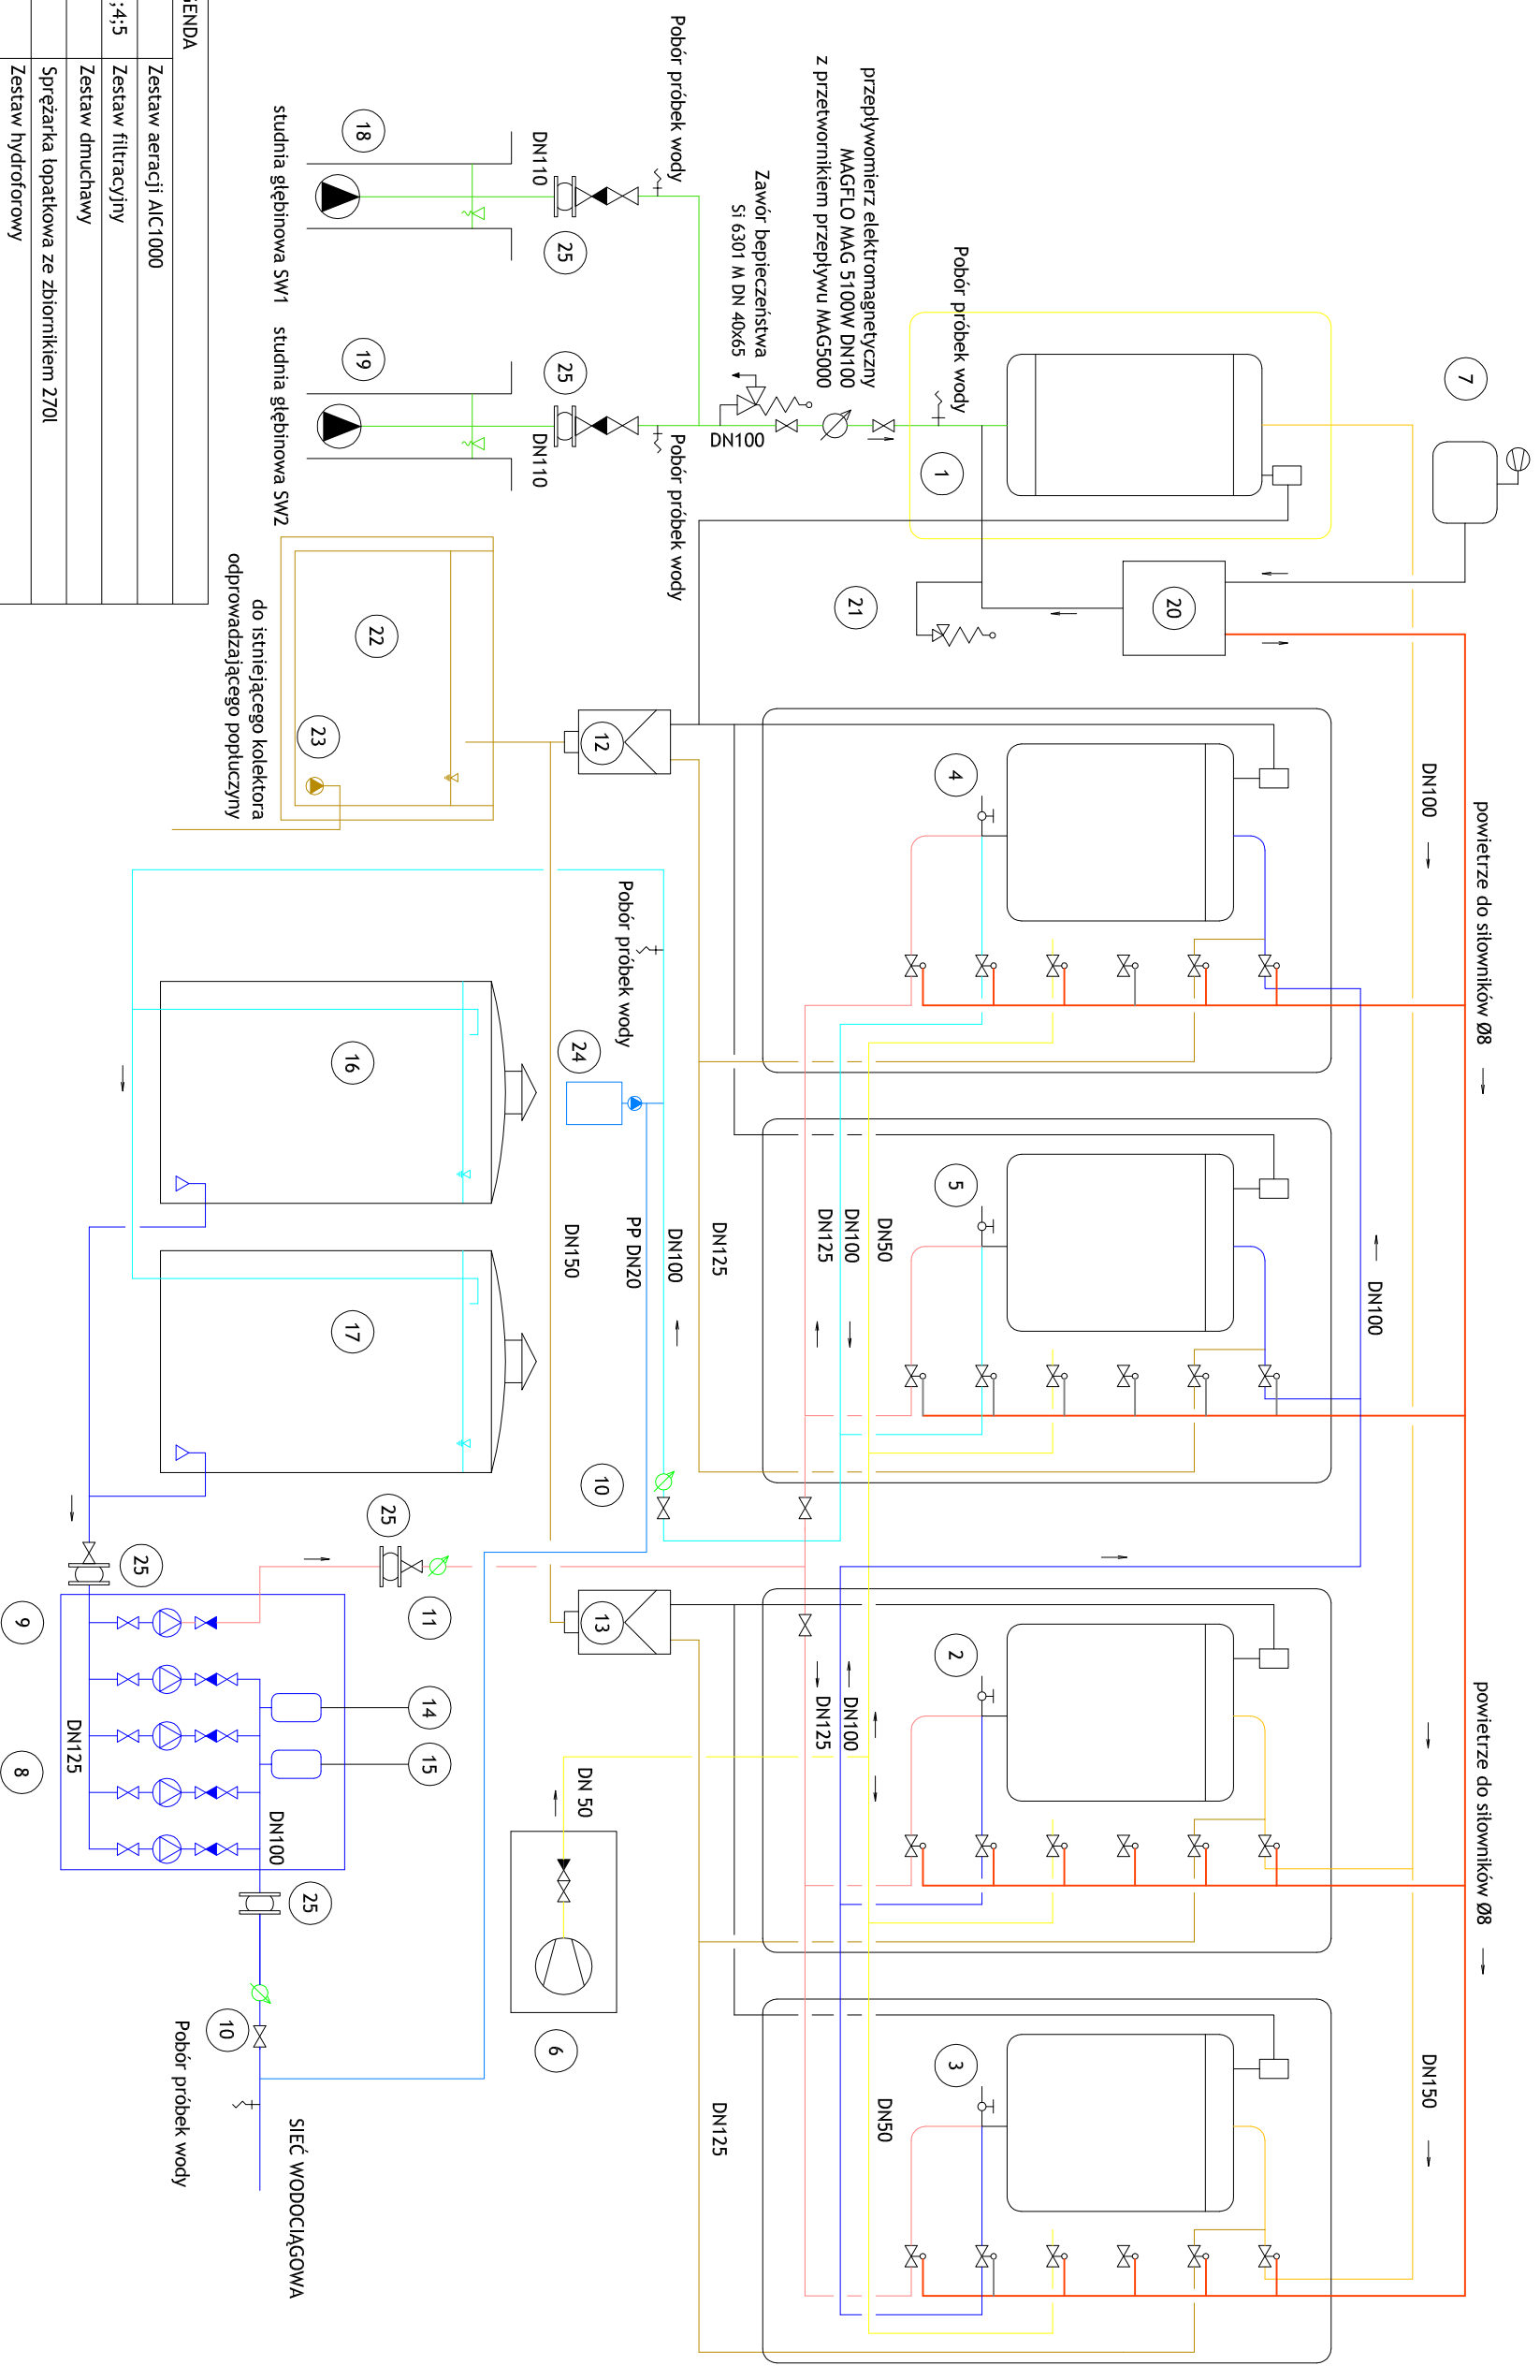 powietrze do siłowników Ø8
powietrze do siłowników Ø8
7
DN100
DN150
DN100
20
1
4
5
2
3
Pobór próbek wody
przepływomierz elektromagnetyczny
MAGFLO MAG 5100W DN100
z przetwornikiem przepływu MAG5000
21
DN50
DN100
DN125
DN100
DN125
DN50
Zawór bepieczeństwa
Si 6301 M DN 40x65
DN100
DN125
DN125
Pobór próbek wody
Pobór próbek wody
DN100
PP DN20
Pobór próbek wody
12
10
13
24
DN150
DN 50
6
DN110
25
DN110
25
18
19
studnia głębinowa SW1
studnia głębinowa SW2
22
23
do istniejącego kolektora
odprowadzającego popłuczyny
16
17
25
11
14
15
25
DN100
25
10
SIEĆ WODOCIĄGOWA
Pobór próbek wody
DN125
9
8
GENDA
Zestaw aeracji AIC1000
;4;5
Zestaw filtracyjny
Zestaw dmuchawy
Sprężarka łopatkowa ze zbiornikiem 270l
Zestaw hydroforowy